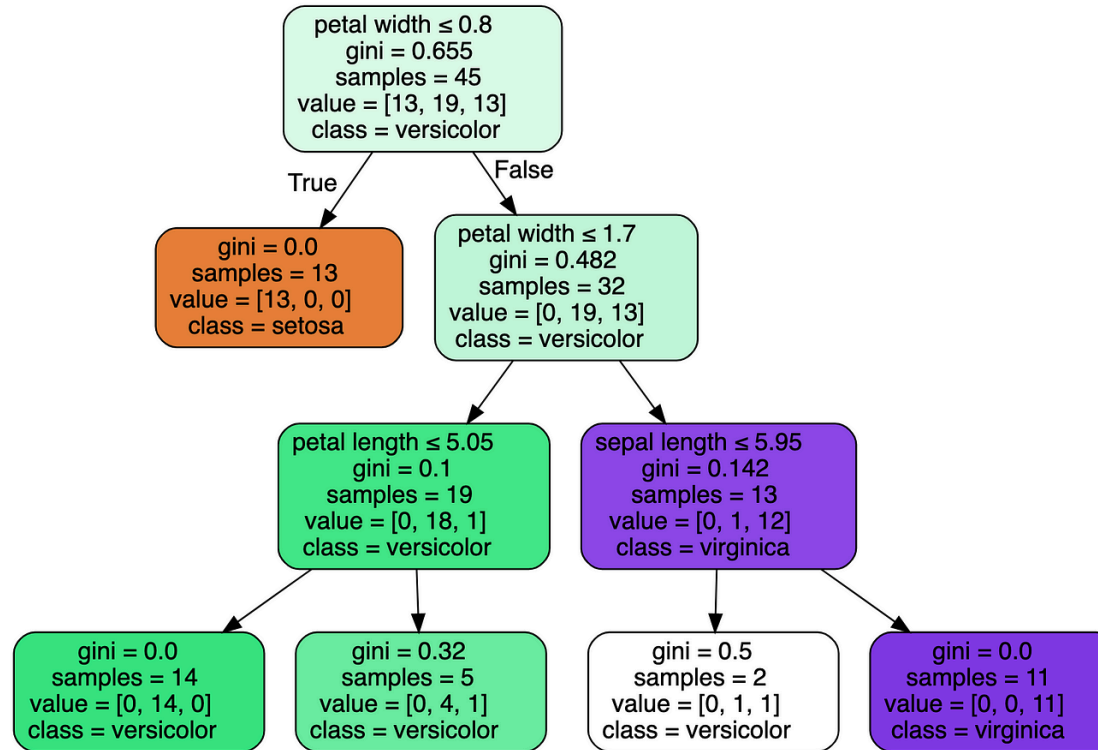 petal width ≤ 0.8
gini = 0.655
samples = 45
value = [13, 19, 13]
class = versicolor
True
False
gini = 0.0
samples = 13
value = [13, 0, 0]
class = setosa
petal width ≤ 1.7
gini = 0.482
samples = 32
value = [0, 19, 13]
class = versicolor
petal length ≤ 5.05
gini = 0.1
samples = 19
value = [0, 18, 1]
class = versicolor
sepal length ≤ 5.95
gini = 0.142
samples = 13
value = [0, 1, 12]
class = virginica
gini = 0.0
samples = 14
value = [0, 14, 0]
class = versicolor
gini = 0.32
samples = 5
value = [0, 4, 1]
class = versicolor
gini = 0.5
samples = 2
value = [0, 1, 1]
class = versicolor
gini = 0.0
samples = 11
value = [0, 0, 11]
class = virginica